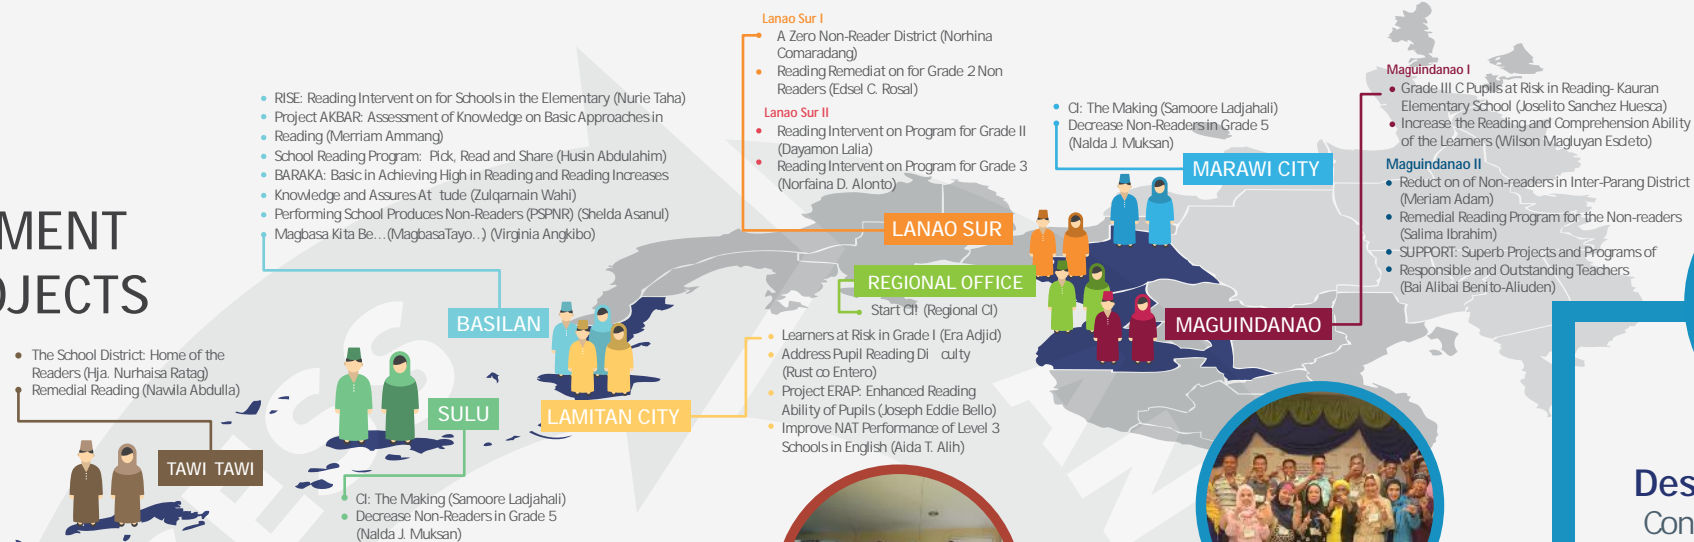 MENT
OJECTS
The School District: Home of the
Readers (Hja. Nurhaisa Ratag)
Remedial Reading (Nawila Abdulla)
TAWI TAWI
RISE: Reading Intervent on for Schools in the Elementary (Nurie Taha)
Project AKBAR: Assessment of Knowledge on Basic Approaches in
Reading (Merriam Ammang)
School Reading Program: Pick, Read and Share (Husin Abdulahim)
BARAKA: Basic in Achieving High in Reading and Reading Increases
Knowledge and Assures At tude (Zulqarnain Wahi)
Performing School Produces Non-Readers (PSPNR) (Shelda Asanul)
Magbasa Kita Be...(MagbasaTayo...) (Virginia Angkibo)
BASILAN
SULU
CI: The Making (Samoore Ladjahali)
Decrease Non-Readers in Grade 5
(Nalda J. Muksan)
LAMITAN CITY
Learners at Risk in Grade I (Era Adjid)
Address Pupil Reading Di culty
(Rust co Entero)
Project ERAP: Enhanced Reading
Ability of Pupils (Joseph Eddie Bello)
Improve NAT Performance of Level 3
Schools in English (Aida T. Alih)
Lanao Sur I
A Zero Non-Reader District (Norhina
Comaradang)
Reading Remediat on for Grade 2 Non
Readers (Edsel C. Rosal)
Lanao Sur II
Reading Intervent on Program for Grade II
(Dayamon Lalia)
Reading Intervent on Program for Grade 3
(Norfaina D. Alonto)
LANAO SUR
REGIONAL OFFICE
Start CI! (Regional CI)
CI: The Making (Samoore Ladjahali)
Decrease Non-Readers in Grade 5
(Nalda J. Muksan)
MARAWI CITY
Maguindanao I
Grade III C Pupils at Risk in Reading- Kauran
Elementary School (Joselito Sanchez Huesca)
Increase the Reading and Comprehension Ability
of the Learners (Wilson Magluyan Escleto)
Maguindanao II
Reduct on of Non-readers in Inter-Parang District
(Meriam Adam)
Remedial Reading Program for the Non-readers
(Salima Ibrahim)
SUPPORT: Superb Projects and Programs of
Responsible and Outstanding Teachers
(Bai Alibai Benito-Aliuden)
MAGUINDANAO
Des
Con